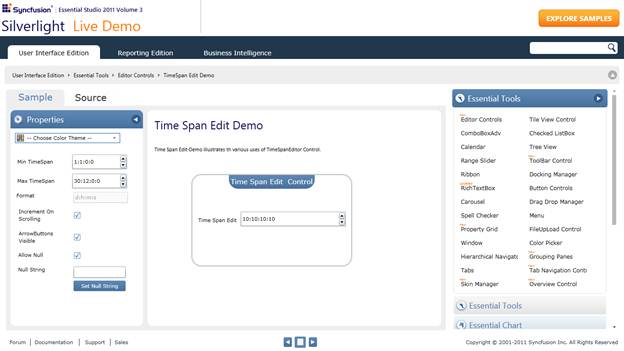 Syncfusion | Essential Studio 2011 Volume 3
Silverlight Live Demo
EXPLORE SAMPLES
User Interface Edition Reporting Edition Business Intelligence
User Interface Edition Essential Tools Editor Controls TimeSpan Edit Demo
Sample Source
Properties
-- Choose Color Theme --
Min TimeSpan 1:1:0:0
Max TimeSpan 30:12:0:0
Format d:h:m:s
Increment On
Scrolling
ArrowButtons
Visible
Allow Null
Null String
Set Null String
Time Span Edit Demo
Time Span Edit-Demo illustrates th various uses of TimeSpanEditor Control.
Time Span Edit Control
Time Span Edit 10:10:10:10
Essential Tools
Editor Controls Tile View Control
ComboBoxAdv Checked ListBox
Calendar Tree View
Range Slider ToolBar Control
Ribbon Docking Manager
RichTextBox Button Controls
Carousel Drag Drop Manager
Spell Checker Menu
Property Grid FileUpLoad Control
Window Color Picker
Hierarchical Navigato Grouping Panes
Tabs Tab Navigation Conti
Skin Manager Overview Control
Essential Tools
Essential Chart
Forum | Documentation | Support | Sales
Copyright © 2001-2011 Syncfusion Inc. All Rights Reserved